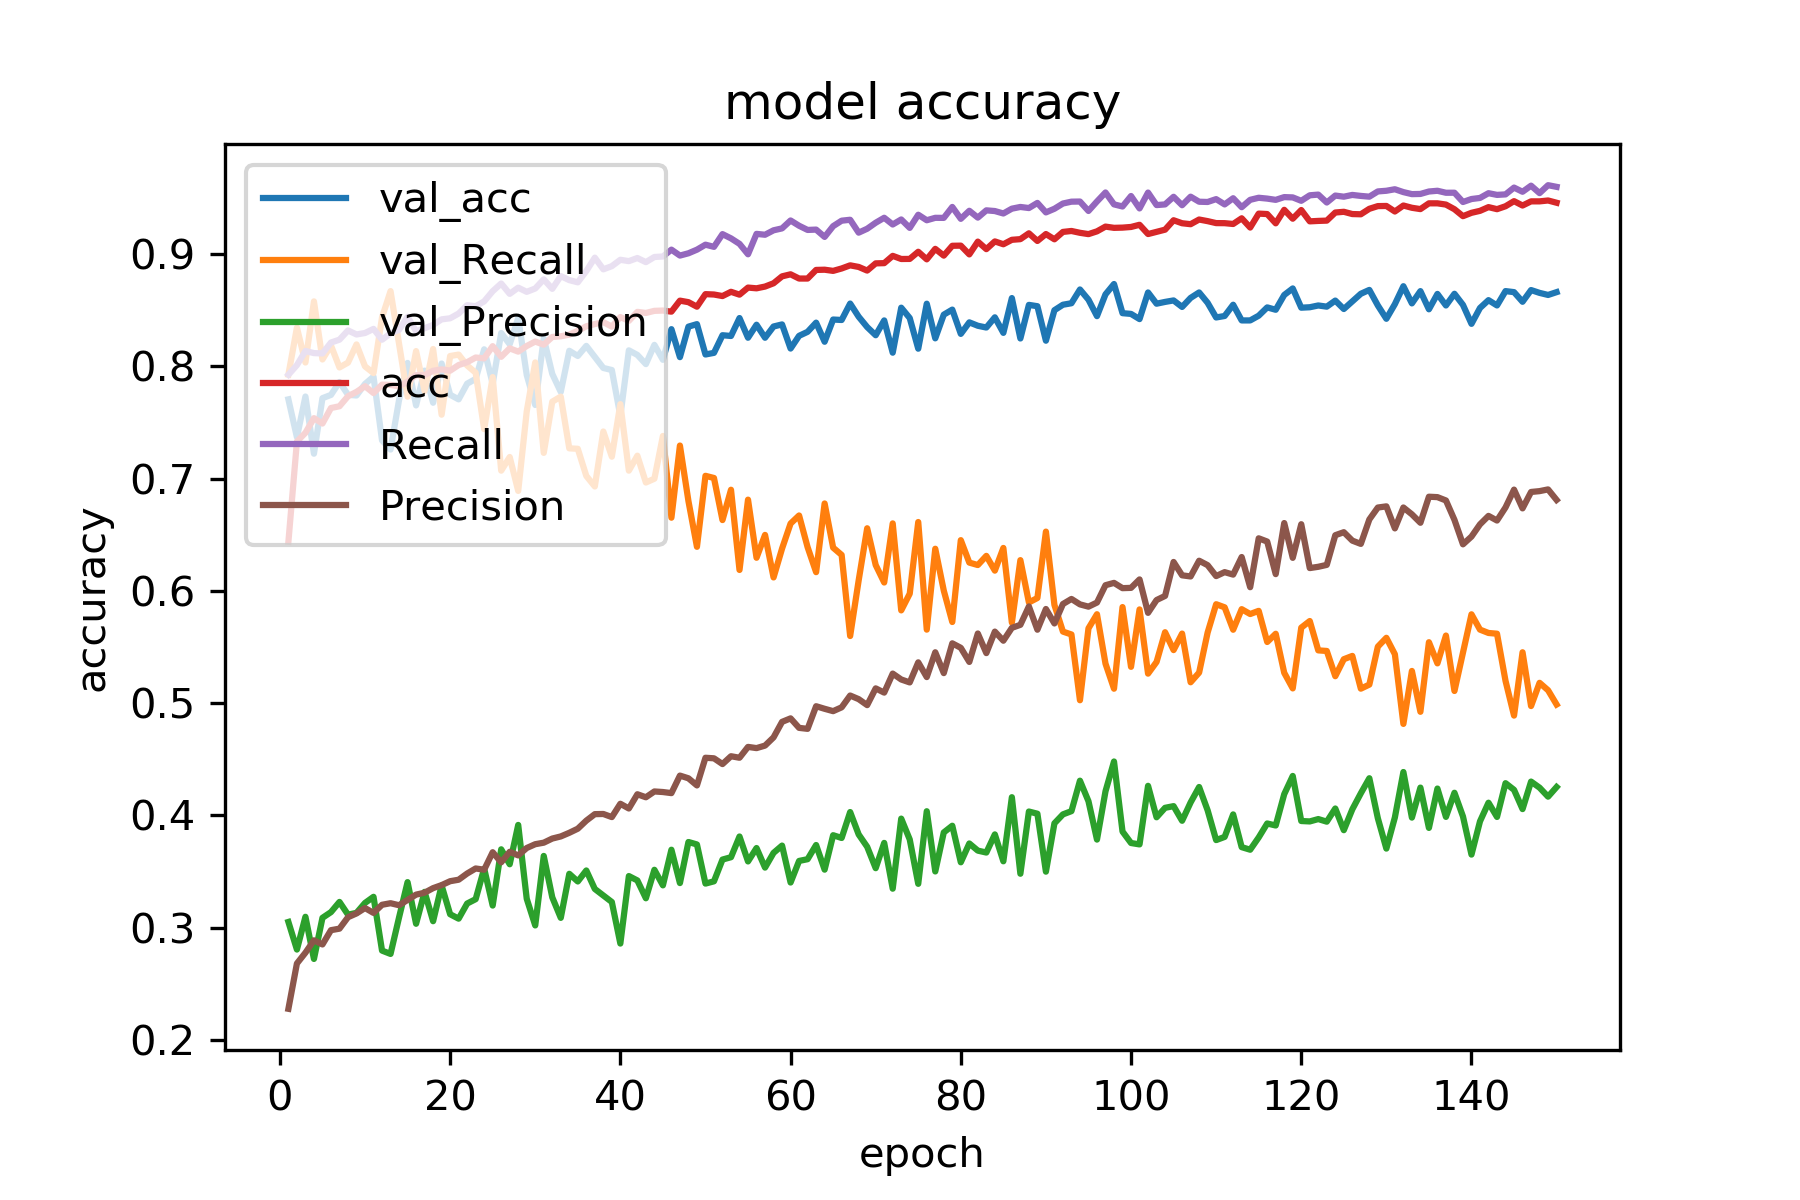 model accuracy
val_acc
val_Recall
val_Precision
acc
Recall
Precision
accuracy
0.9
0.8
0.7
0.6
0.5
0.4
0.3
0.2
0 20 40 60 80 100 120 140
epoch